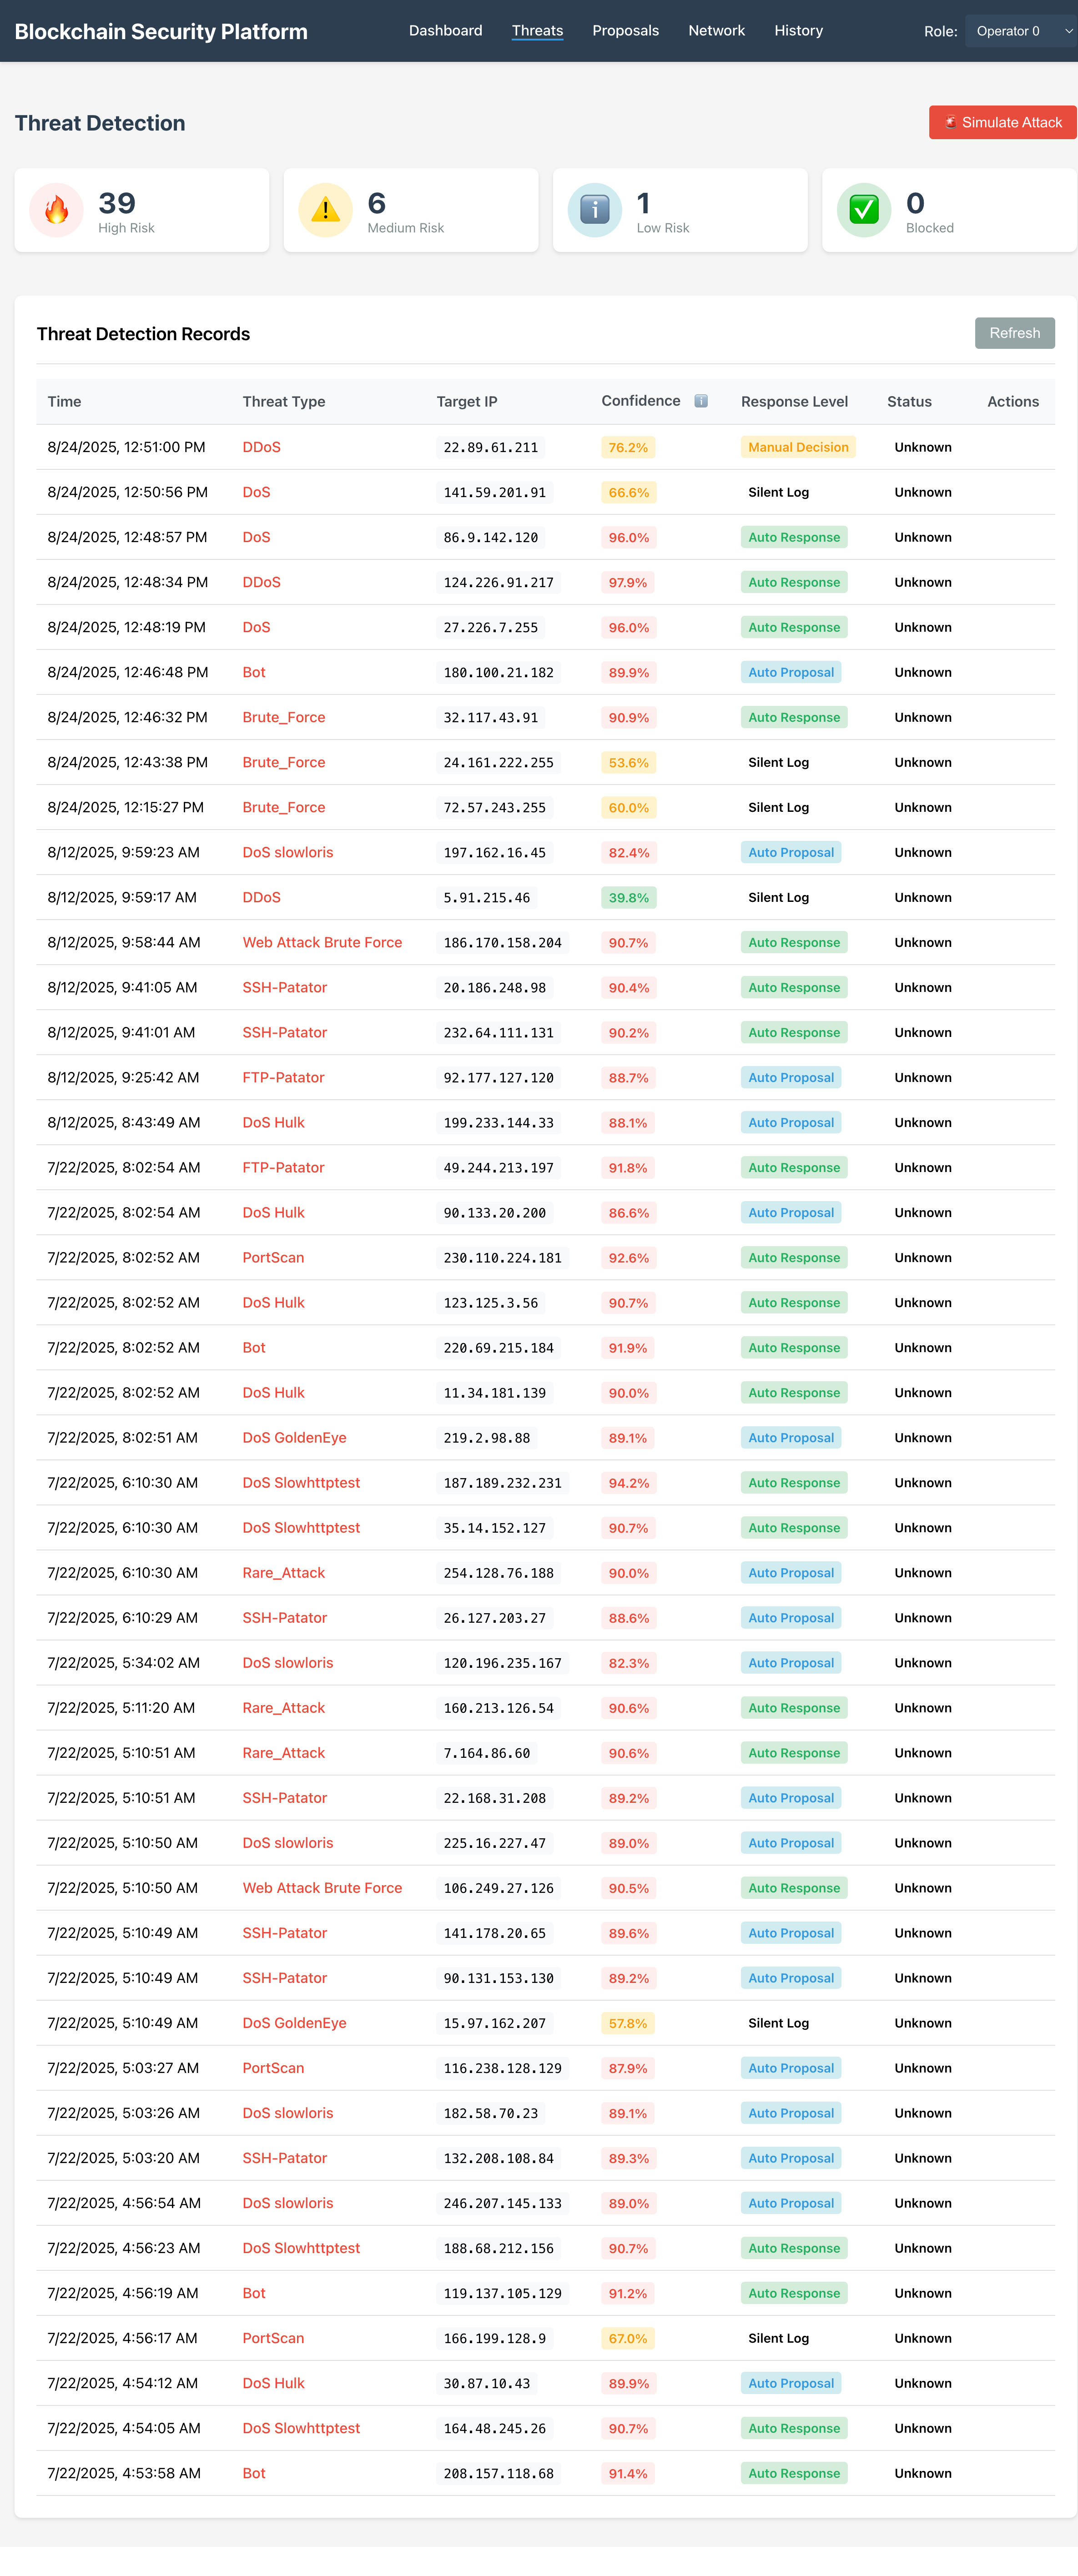 Blockchain Security Platform Dashboard Threats Proposals Network History Role: Operator 0
Threat Detection Simulate Attack
39 High Risk
6 Medium Risk
1 Low Risk
0 Blocked
Threat Detection Records Refresh
Time Threat Type Target IP Confidence Response Level Status Actions
8/24/2025, 12:51:00 PM DDoS 22.89.61.211 76.2% Manual Decision Unknown
8/24/2025, 12:50:56 PM DoS 141.59.201.91 66.6% Silent Log Unknown
8/24/2025, 12:48:57 PM DoS 86.9.142.120 96.0% Auto Response Unknown
8/24/2025, 12:48:34 PM DDoS 124.226.91.217 97.9% Auto Response Unknown
8/24/2025, 12:48:19 PM DoS 27.226.7.255 96.0% Auto Response Unknown
8/24/2025, 12:46:48 PM Bot 180.100.21.182 89.9% Auto Proposal Unknown
8/24/2025, 12:46:32 PM Brute_Force 32.117.43.91 90.9% Auto Response Unknown
8/24/2025, 12:43:38 PM Brute_Force 24.161.222.255 53.6% Silent Log Unknown
8/24/2025, 12:15:27 PM Brute_Force 72.57.243.255 60.0% Silent Log Unknown
8/12/2025, 9:59:23 AM DoS slowloris 197.162.16.45 82.4% Auto Proposal Unknown
8/12/2025, 9:59:17 AM DDoS 5.91.215.46 39.8% Silent Log Unknown
8/12/2025, 9:58:44 AM Web Attack Brute Force 186.170.158.204 90.7% Auto Response Unknown
8/12/2025, 9:41:05 AM SSH-Patator 20.186.248.98 90.4% Auto Response Unknown
8/12/2025, 9:41:01 AM SSH-Patator 232.64.111.131 90.2% Auto Response Unknown
8/12/2025, 9:25:42 AM FTP-Patator 92.177.127.120 88.7% Auto Proposal Unknown
8/12/2025, 8:43:49 AM DoS Hulk 199.233.144.33 88.1% Auto Proposal Unknown
7/22/2025, 8:02:54 AM FTP-Patator 49.244.213.197 91.8% Auto Response Unknown
7/22/2025, 8:02:54 AM DoS Hulk 90.133.20.200 86.6% Auto Proposal Unknown
7/22/2025, 8:02:52 AM PortScan 230.110.224.181 92.6% Auto Response Unknown
7/22/2025, 8:02:52 AM DoS Hulk 123.125.3.56 90.7% Auto Response Unknown
7/22/2025, 8:02:52 AM Bot 220.69.215.184 91.9% Auto Response Unknown
7/22/2025, 8:02:52 AM DoS Hulk 11.34.181.139 90.0% Auto Response Unknown
7/22/2025, 8:02:51 AM DoS GoldenEye 219.2.98.88 89.1% Auto Proposal Unknown
7/22/2025, 6:10:30 AM DoS Slowhttptest 187.189.232.231 94.2% Auto Response Unknown
7/22/2025, 6:10:30 AM DoS Slowhttptest 35.14.152.127 90.7% Auto Response Unknown
7/22/2025, 6:10:30 AM Rare_Attack 254.128.76.188 90.0% Auto Proposal Unknown
7/22/2025, 6:10:29 AM SSH-Patator 26.127.203.27 88.6% Auto Proposal Unknown
7/22/2025, 5:34:02 AM DoS slowloris 120.196.235.167 82.3% Auto Proposal Unknown
7/22/2025, 5:11:20 AM Rare_Attack 160.213.126.54 90.6% Auto Response Unknown
7/22/2025, 5:10:51 AM Rare_Attack 7.164.86.60 90.6% Auto Response Unknown
7/22/2025, 5:10:51 AM SSH-Patator 22.168.31.208 89.2% Auto Proposal Unknown
7/22/2025, 5:10:50 AM DoS slowloris 225.16.227.47 89.0% Auto Proposal Unknown
7/22/2025, 5:10:50 AM Web Attack Brute Force 106.249.27.126 90.5% Auto Response Unknown
7/22/2025, 5:10:49 AM SSH-Patator 141.178.20.65 89.6% Auto Proposal Unknown
7/22/2025, 5:10:49 AM SSH-Patator 90.131.153.130 89.2% Auto Proposal Unknown
7/22/2025, 5:10:49 AM DoS GoldenEye 15.97.162.207 57.8% Silent Log Unknown
7/22/2025, 5:03:27 AM PortScan 116.238.128.129 87.9% Auto Proposal Unknown
7/22/2025, 5:03:26 AM DoS slowloris 182.58.70.23 89.1% Auto Proposal Unknown
7/22/2025, 5:03:20 AM SSH-Patator 132.208.108.84 89.3% Auto Proposal Unknown
7/22/2025, 4:56:54 AM DoS slowloris 246.207.145.133 89.0% Auto Proposal Unknown
7/22/2025, 4:56:23 AM DoS Slowhttptest 188.68.212.156 90.7% Auto Response Unknown
7/22/2025, 4:56:19 AM Bot 119.137.105.129 91.2% Auto Response Unknown
7/22/2025, 4:56:17 AM PortScan 166.199.128.9 67.0% Silent Log Unknown
7/22/2025, 4:54:12 AM DoS Hulk 30.87.10.43 89.9% Auto Proposal Unknown
7/22/2025, 4:54:05 AM DoS Slowhttptest 164.48.245.26 90.7% Auto Response Unknown
7/22/2025, 4:53:58 AM Bot 208.157.118.68 91.4% Auto Response Unknown